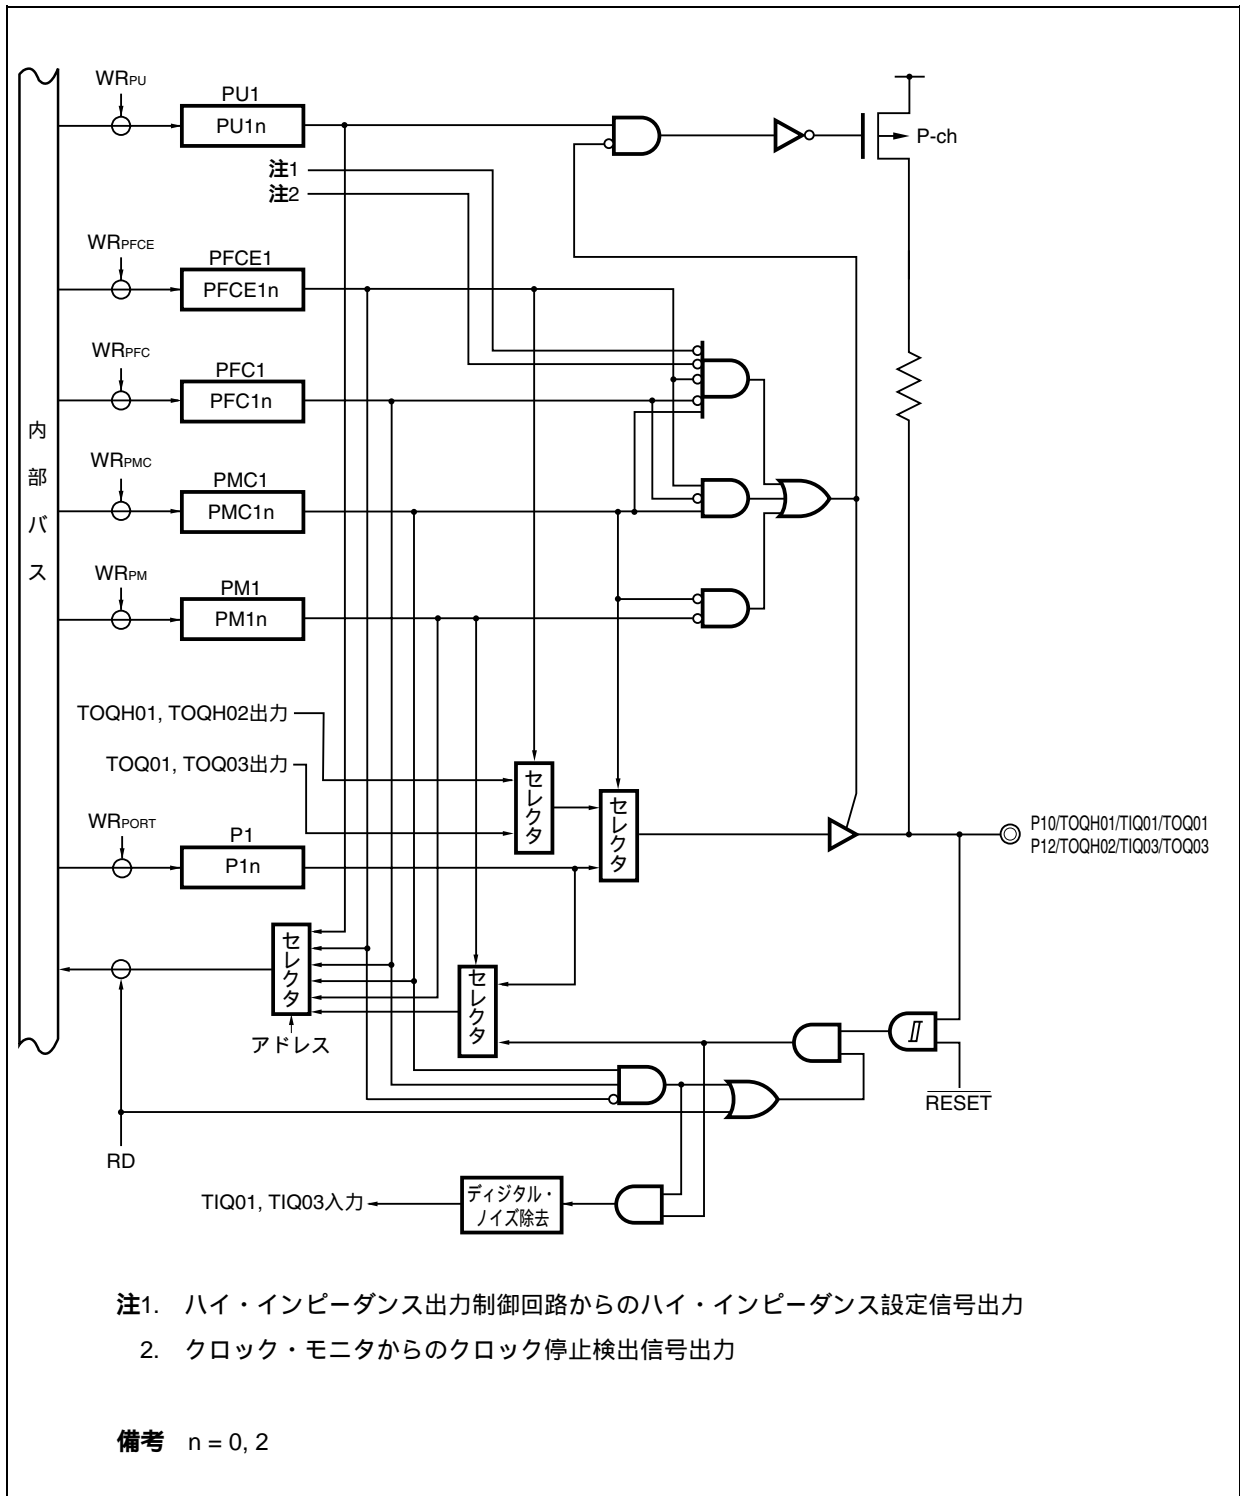 WRPU
PU1
PU1n
P-ch
注1
注2
WRPFCE
PFCE1
PFCE1n
WRPFC
PFC1
PFC1n
内部バス
WRPMC
PMC1
PMC1n
WRPM
PM1
PM1n
TOQH01, TOQH02出力
TOQ01, TOQ03出力
セレクタ
セレクタ
WRPORT
P1
P1n
P10/TOQH01/TIQ01/TOQ01
P12/TOQH02/TIQ03/TOQ03
セレクタ
セレクタ
アドレス
RESET
RD
TIQ01, TIQ03入力
ディジタル・
ノイズ除去
注1. ハイ・インピーダンス出力制御回路からのハイ・インピーダンス設定信号出力
2. クロック・モニタからのクロック停止検出信号出力
備考 n = 0, 2